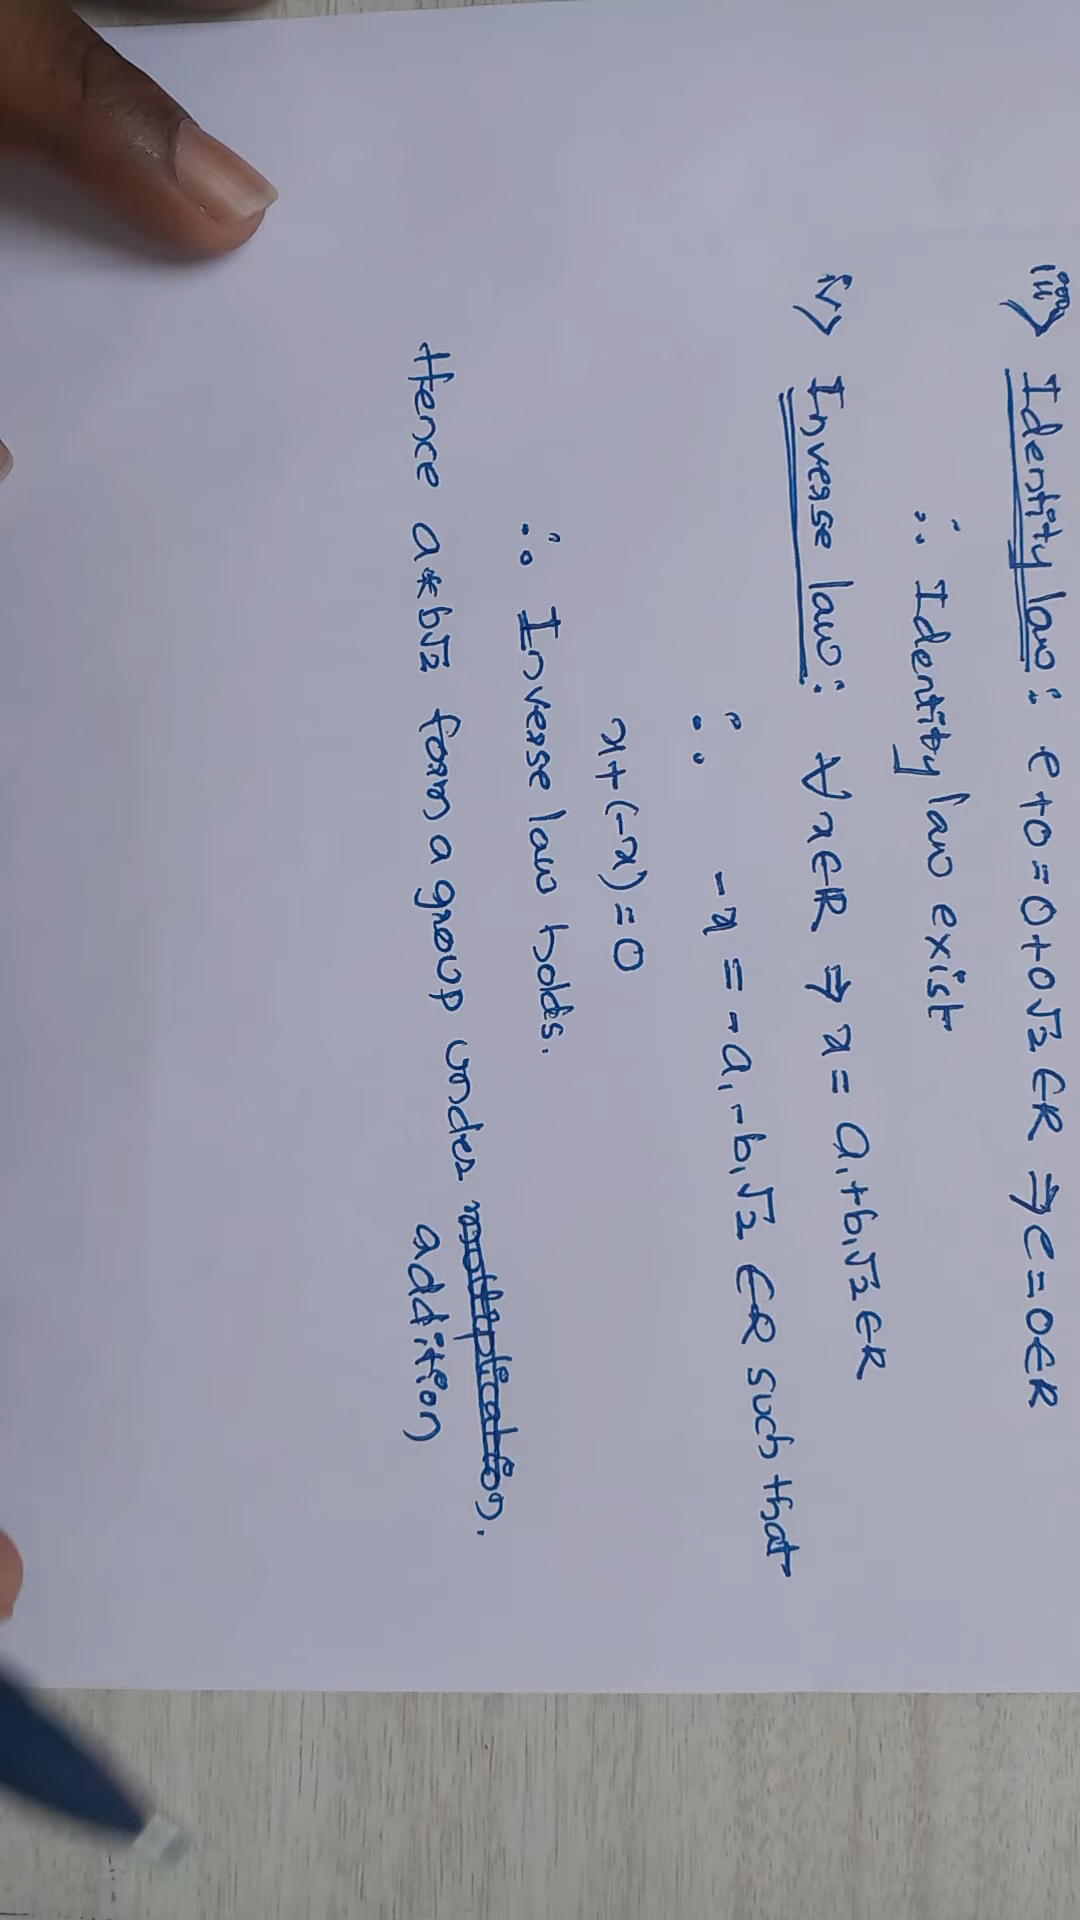 iii> Identity law : e+0 = 0+0√2 ∈R ⇒ e=0∈R
∴ Identity law exist
iv> Inverse law : ∀ x∈R ⇒ x = a₁+b₁√2∈R
∴ -x = -a₁-b₁√2 ∈R such that
x+(-x)=0
∴ Inverse law holds.
Hence a*b√2 form a group under multiplication.
addition